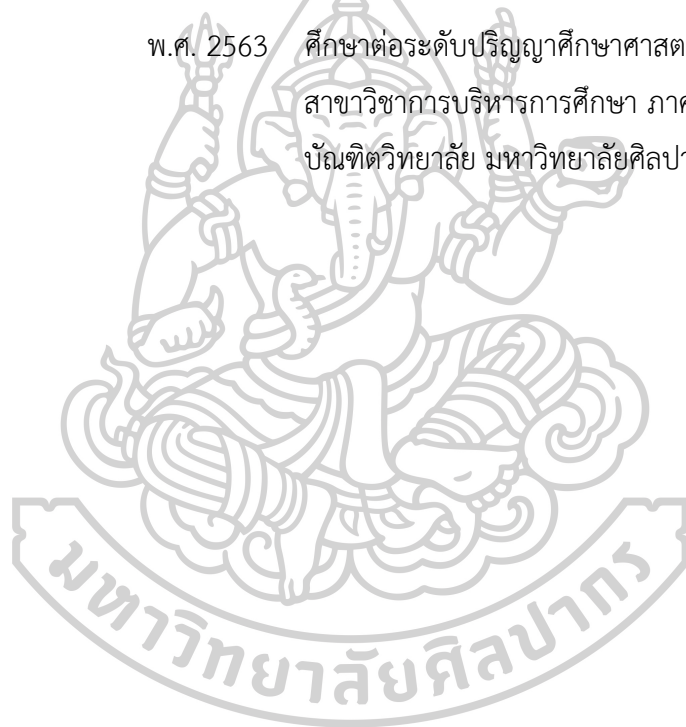 พ.ศ. 2563 ศึกษาต่อระดับปริญญาศึกษาศาสต
สาขาวิชาการบริหารการศึกษา ภาค
บัณฑิตวิทยาลัย มหาวิทยาลัยศิลปา
มหาวิทยาลัยศิลปากร